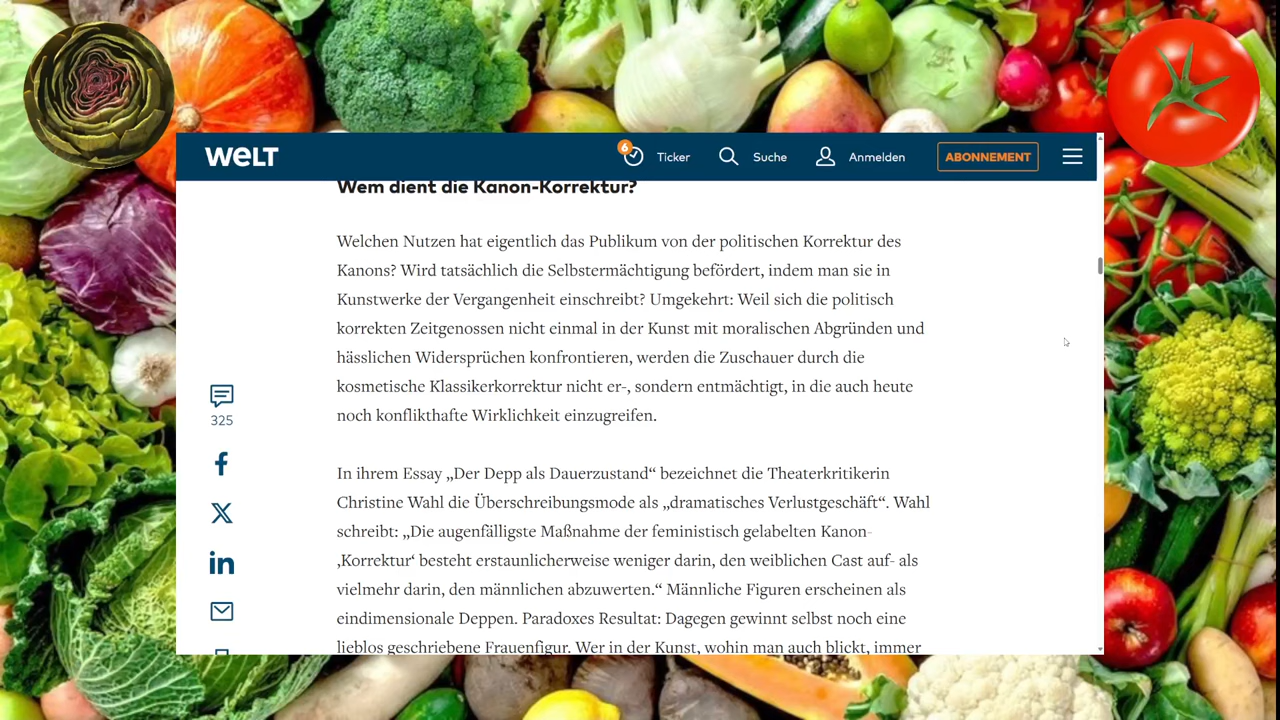 WELT
6
Ticker
Suche
Anmelden
ABONNEMENT
Wem dient die Kanon-Korrektur?
Welchen Nutzen hat eigentlich das Publikum von der politischen Korrektur des
Kanons? Wird tatsächlich die Selbstermächtigung befördert, indem man sie in
Kunstwerke der Vergangenheit einschreibt? Umgekehrt: Weil sich die politisch
korrekten Zeitgenossen nicht einmal in der Kunst mit moralischen Abgründen und
hässlichen Widersprüchen konfrontieren, werden die Zuschauer durch die
kosmetische Klassikerkorrektur nicht er-, sondern entmächtigt, in die auch heute
noch konflikthafte Wirklichkeit einzugreifen.
325
In ihrem Essay „Der Depp als Dauerzustand“ bezeichnet die Theaterkritikerin
Christine Wahl die Überschreibungsmode als „dramatisches Verlustgeschäft“. Wahl
schreibt: „Die augenfälligste Maßnahme der feministisch gelabelten Kanon-
‚Korrektur‘ besteht erstaunlicherweise weniger darin, den weiblichen Cast auf- als
vielmehr darin, den männlichen abzuwerten.“ Männliche Figuren erscheinen als
eindimensionale Deppen. Paradoxes Resultat: Dagegen gewinnt selbst noch eine
lieblos geschriebene Frauenfigur. Wer in der Kunst, wohin man auch blickt, immer